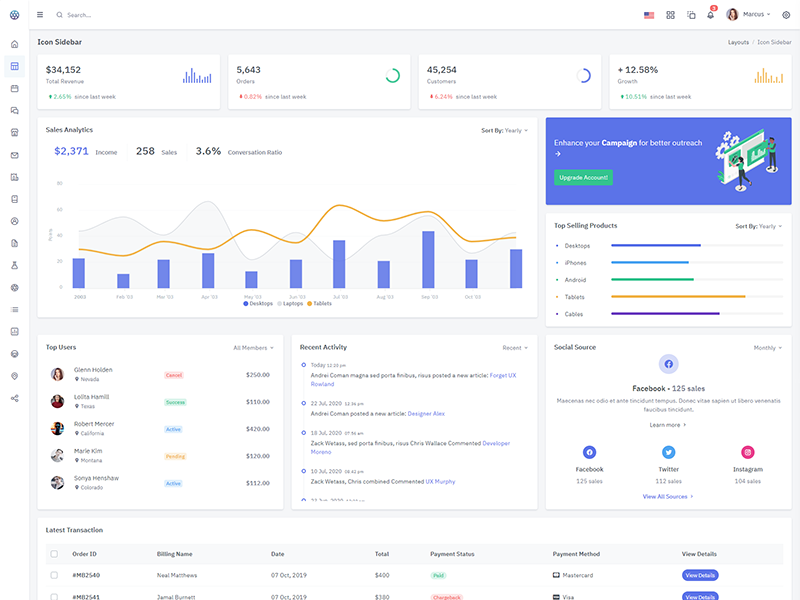 Search...
3
Marcus
Icon Sidebar
Layouts / Icon Sidebar
$34,152
Total Revenue
2.65% since last week
5,643
Orders
0.82% since last week
45,254
Customers
6.24% since last week
+ 12.58%
Growth
10.51% since last week
Sales Analytics
Sort By: Yearly
$2,371 Income
258 Sales
3.6% Conversation Ratio
80
60
40
20
0
Points
2003
Feb '03
Mar '03
Apr '03
May '03
Jun '03
Jul '03
Aug '03
Sep '03
Oct '03
Desktops Laptops Tablets
Enhance your Campaign for better outreach
→
Upgrade Account!
Top Selling Products
Sort By: Yearly
Desktops
iPhones
Android
Tablets
Cables
Top Users
All Members
Glenn Holden
Nevada
Cancel
$250.00
Lolita Hamill
Texas
Success
$110.00
Robert Mercer
California
Active
$420.00
Marie Kim
Montana
Pending
$120.00
Sonya Henshaw
Colorado
Active
$112.00
Recent Activity
Recent
Today 12:20 pm
Andrei Coman magna sed porta finibus, risus posted a new article: Forget UX
Rowland
22 Jul, 2020 12:36 pm
Andrei Coman posted a new article: Designer Alex
18 Jul, 2020 07:56 am
Zack Wetass, sed porta finibus, risus Chris Wallace Commented Developer
Moreno
10 Jul, 2020 08:42 pm
Zack Wetass, Chris combined Commented UX Murphy
Social Source
Monthly
Facebook - 125 sales
Maecenas nec odio et ante tincidunt tempus. Donec vitae sapien ut libero venenatis
faucibus tincidunt.
Learn more
Facebook
125 sales
Twitter
112 sales
Instagram
104 sales
View All Sources
Latest Transaction
Order ID Billing Name Date Total Payment Status Payment Method View Details
#MB2540 Neal Matthews 07 Oct, 2019 $400 Paid Mastercard View Details
#MB2541 Jamal Burnett 07 Oct, 2019 $380 Chargeback Visa View Details